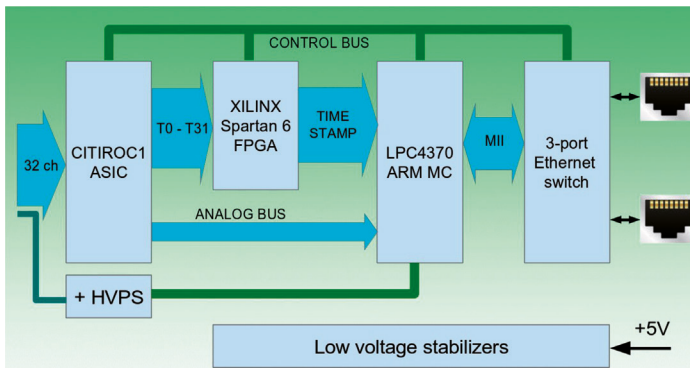 CONTROL BUS
32 ch
CITIROC1
ASIC
T0 - T31
XILINX
Spartan 6
FPGA
TIME
STAMP
LPC4370
ARM MC
MII
3-port
Ethernet
switch
ANALOG BUS
+ HVPS
Low voltage stabilizers
+5V